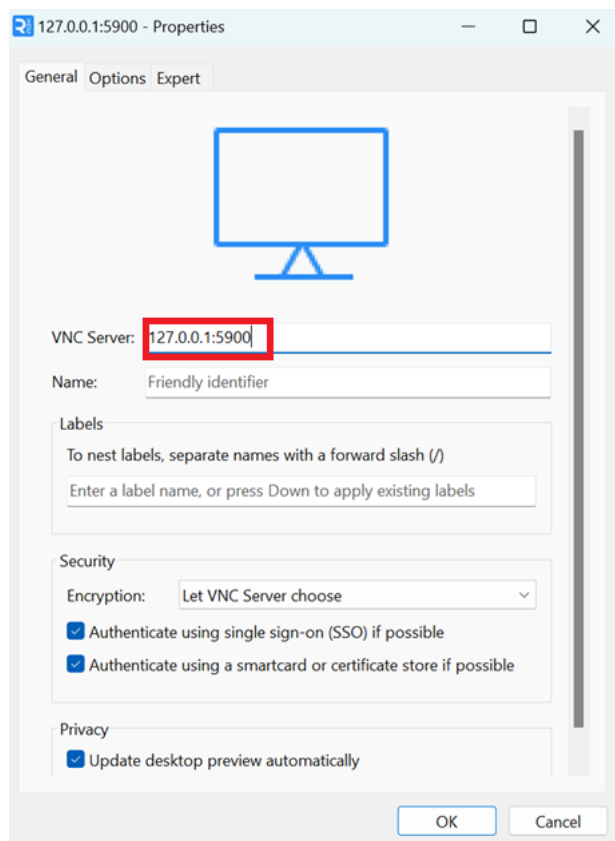 127.0.0.1:5900 - Properties
General Options Expert
VNC Server: 127.0.0.1:5900
Name: Friendly identifier
Labels
To nest labels, separate names with a forward slash (/)
Enter a label name, or press Down to apply existing labels
Security
Encryption: Let VNC Server choose
Authenticate using single sign-on (SSO) if possible
Authenticate using a smartcard or certificate store if possible
Privacy
Update desktop preview automatically
OK Cancel